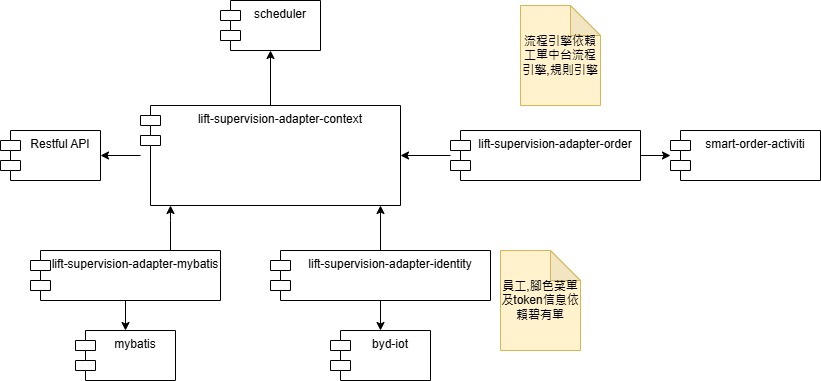 scheduler
流程引擎依賴
工單中台流程
引擎,規則引擎
lift-supervision-adapter-context
Restful API
lift-supervision-adapter-order
smart-order-activiti
lift-supervision-adapter-mybatis
lift-supervision-adapter-identity
員工,腳色菜單
及token信息依
賴碧有單
mybatis
byd-iot